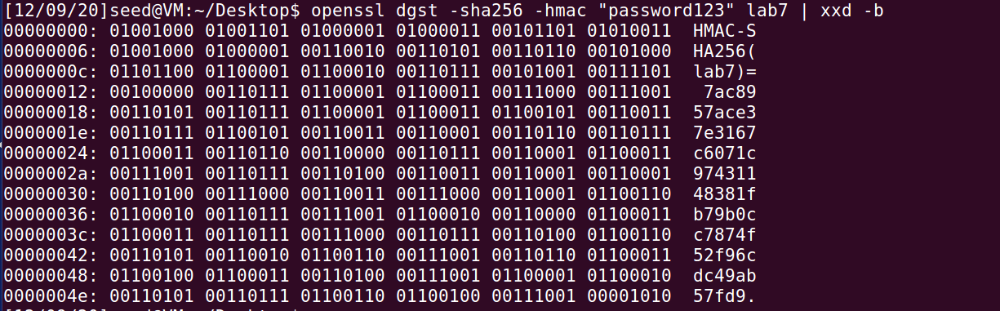 [12/09/20]seed@VM:~/Desktop$ openssl dgst -sha256 -hmac "password123" lab7 | xxd -b
00000000: 01001000 01001101 01000001 01000011 00101101 01010011  HMAC-S
00000006: 01001000 01000001 00110010 00110101 00110110 00101000  HA256(
0000000c: 01101100 01100001 01100010 00110111 00101001 00111101  lab7)=
00000012: 00100000 00110111 01100001 01100011 00111000 00111001   7ac89
00000018: 00110101 00110111 01100001 01100011 01100101 00110011  57ace3
0000001e: 00110111 01100101 00110011 00110001 00110110 00110111  7e3167
00000024: 01100011 00110110 00110000 00110111 00110001 01100011  c6071c
0000002a: 00111001 00110111 00110100 00110011 00110001 00110001  974311
00000030: 00110100 00111000 00110011 00111000 00110001 01100110  48381f
00000036: 01100010 00110111 00111001 01100010 00110000 01100011  b79b0c
0000003c: 01100011 00110111 00111000 00110111 00110100 01100110  c7874f
00000042: 00110101 00110010 01100110 00111001 00110110 01100011  52f96c
00000048: 01100100 01100011 00110100 00111001 01100001 01100010  dc49ab
0000004e: 00110101 00110111 01100110 01100100 00111001 00001010  57fd9.